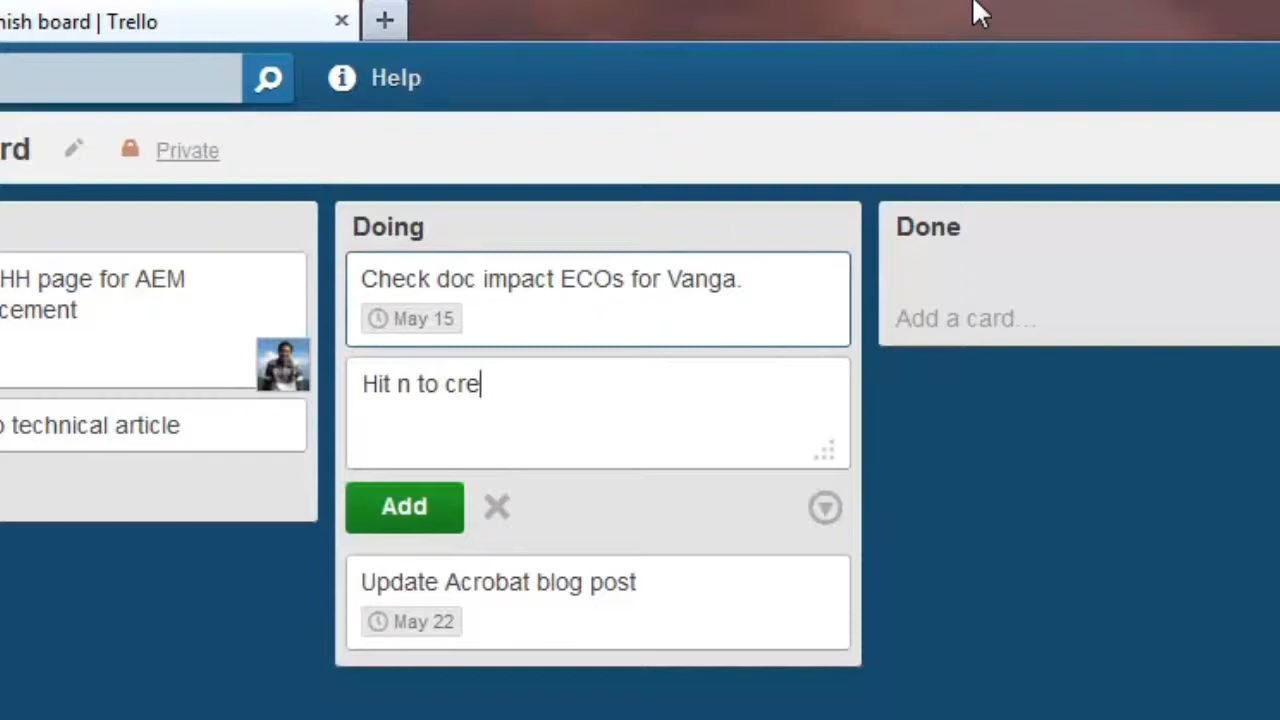 nish board | Trello
Help
rd
Private
HH page for AEM
cement
technical article
Doing
Check doc impact ECOs for Vanga.
May 15
Hit n to cre
Add
Update Acrobat blog post
May 22
Done
Add a card...